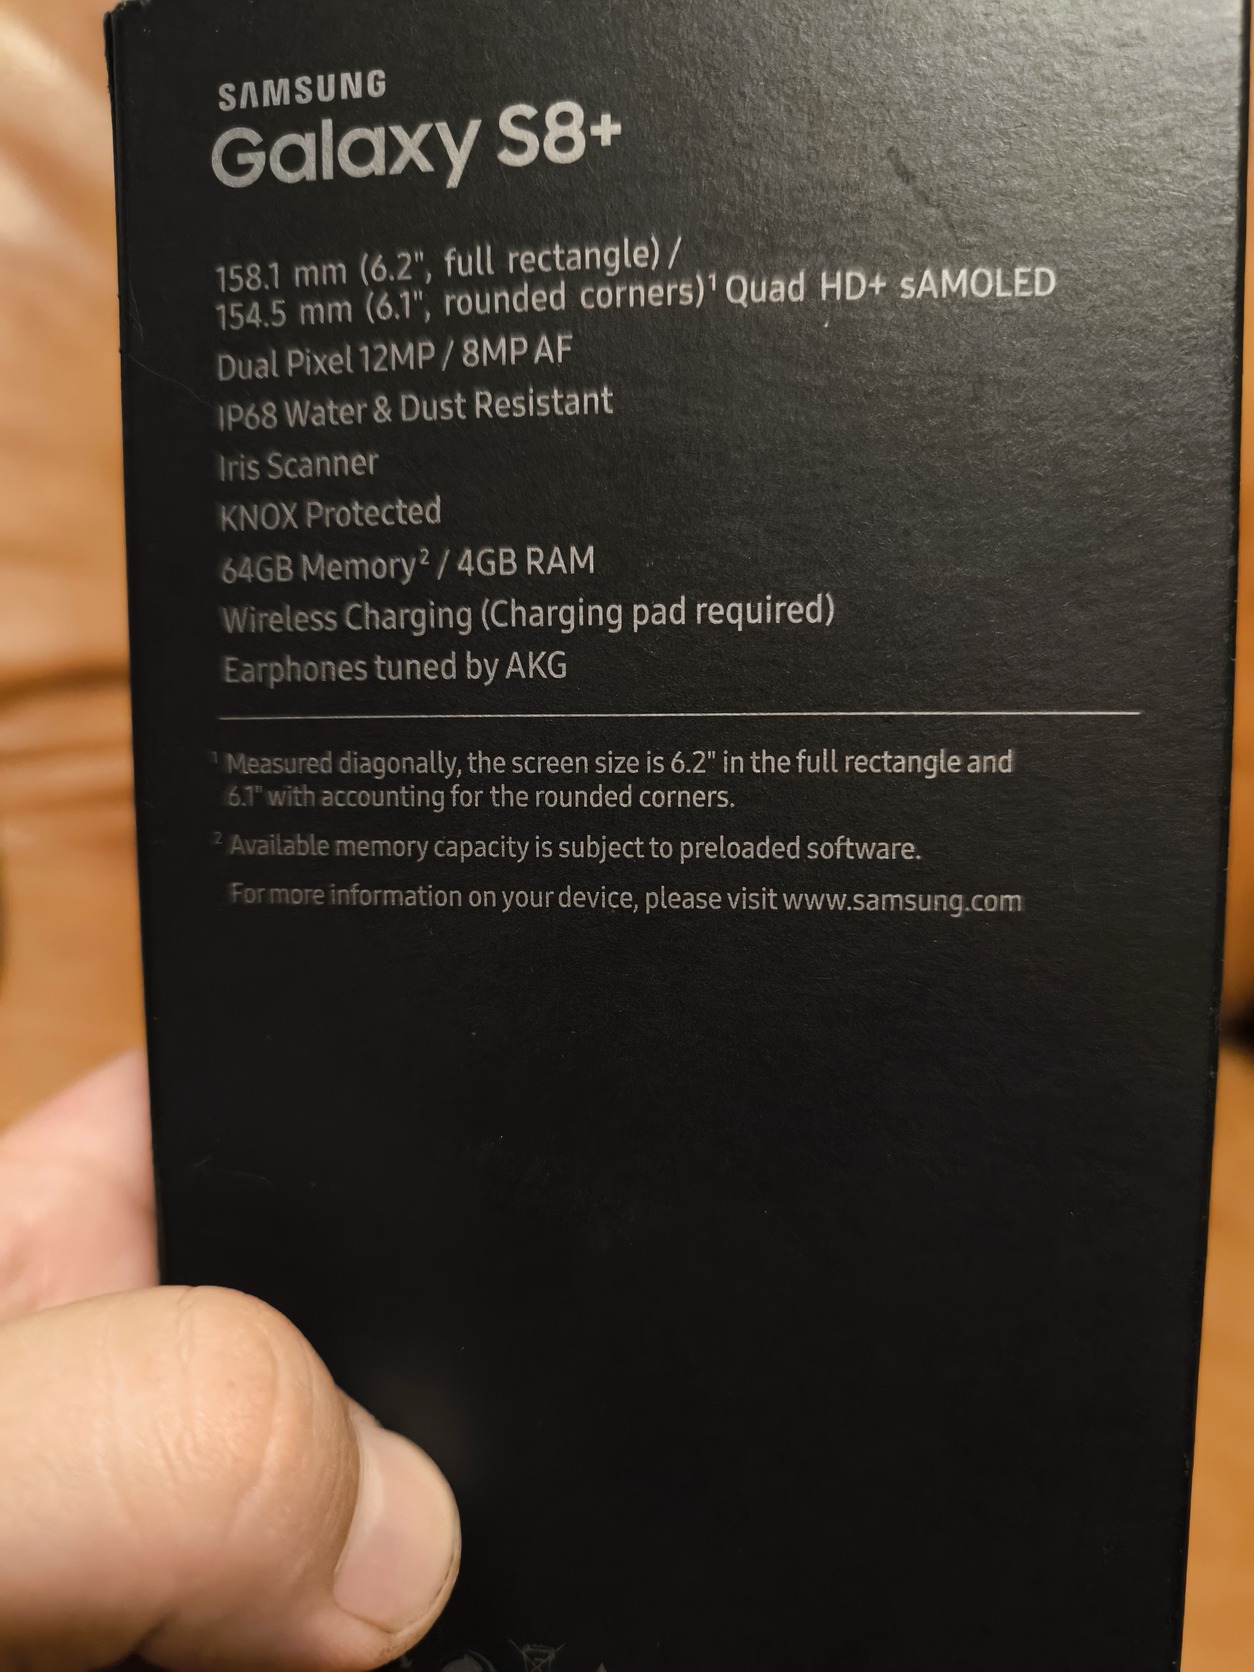 SAMSUNG
Galaxy S8+
158.1 mm (6.2", full rectangle) /
154.5 mm (6.1", rounded corners)¹ Quad HD+ sAMOLED
Dual Pixel 12MP / 8MP AF
IP68 Water & Dust Resistant
Iris Scanner
KNOX Protected
64GB Memory² / 4GB RAM
Wireless Charging (Charging pad required)
Earphones tuned by AKG
¹ Measured diagonally, the screen size is 6.2" in the full rectangle and
6.1" with accounting for the rounded corners.
² Available memory capacity is subject to preloaded software.
For more information on your device, please visit www.samsung.com